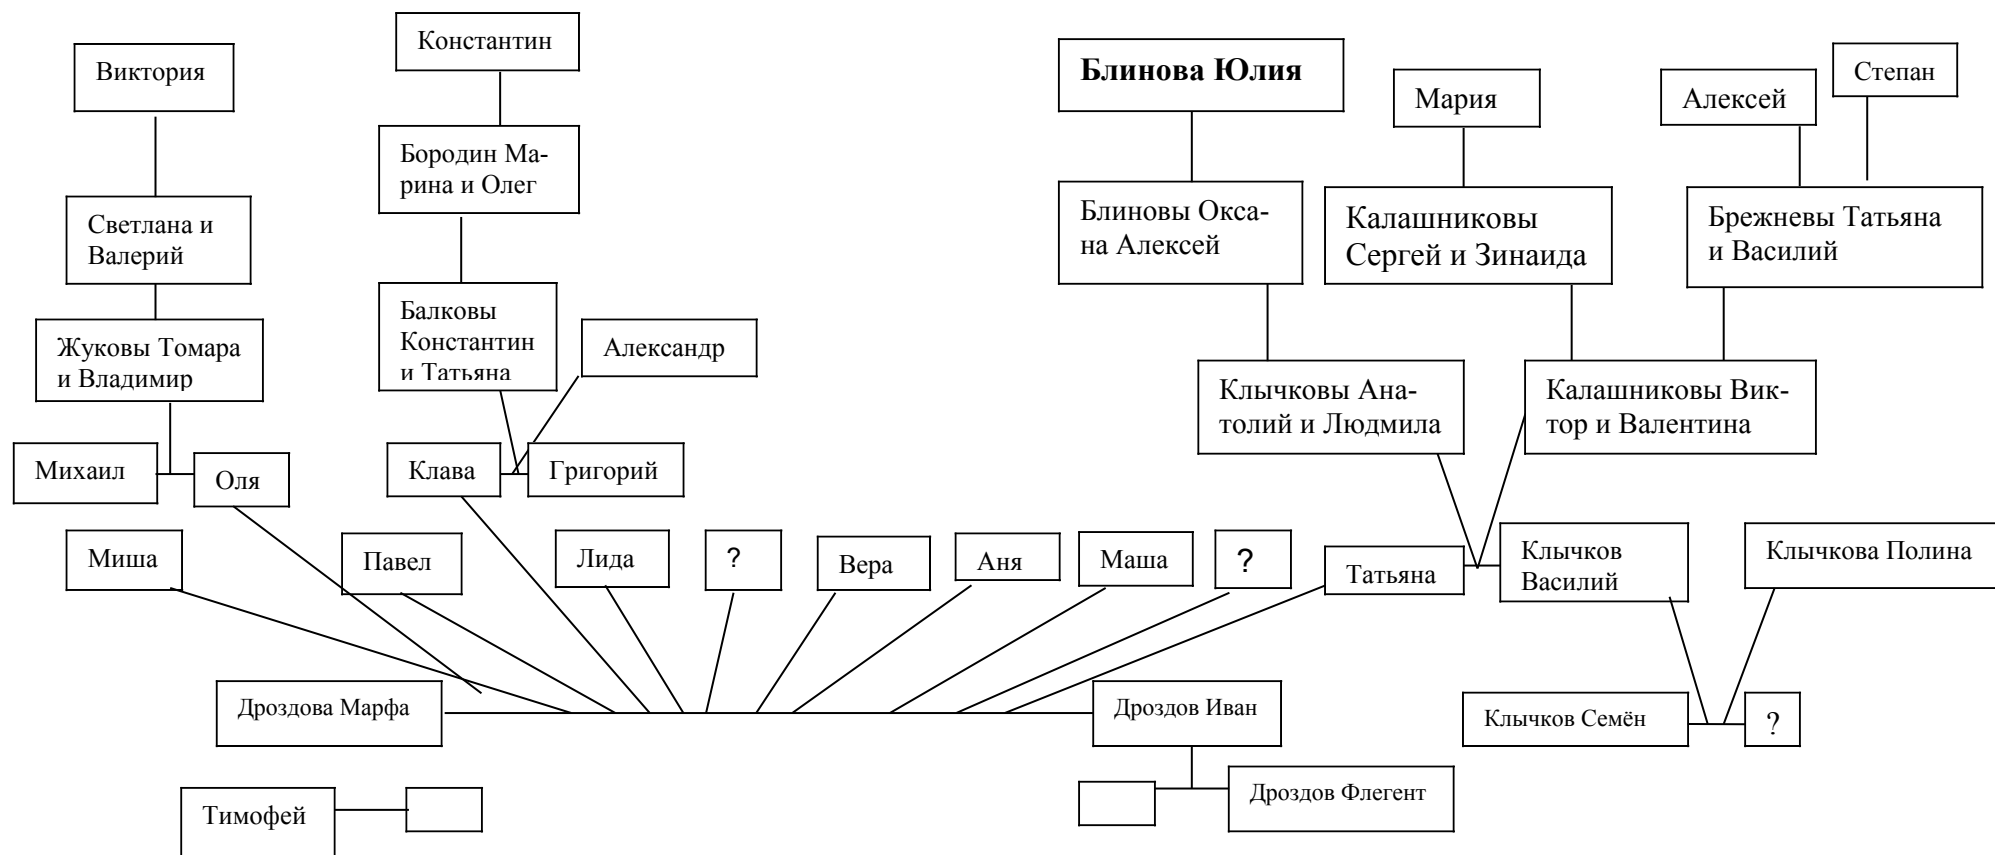 Константин
Виктория
Блинова Юлия
Степан
Мария
Алексей
Бородин Ма-
рина и Олег
Светлана и
Валерий
Блиновы Окса-
на Алексей
Калашниковы
Сергей и Зинаида
Брежневы Татьяна
и Василий
Жуковы Томара
и Владимир
Балковы
Константин
и Татьяна
Александр
Клычковы Ана-
толий и Людмила
Калашниковы Вик-
тор и Валентина
Михаил
Оля
Клава
Григорий
Миша
Павел
Лида
?
Вера
Аня
Маша
?
Татьяна
Клычков
Василий
Клычкова Полина
Дроздова Марфа
Дроздов Иван
Клычков Семён
?
Тимофей
Дроздов Флегент